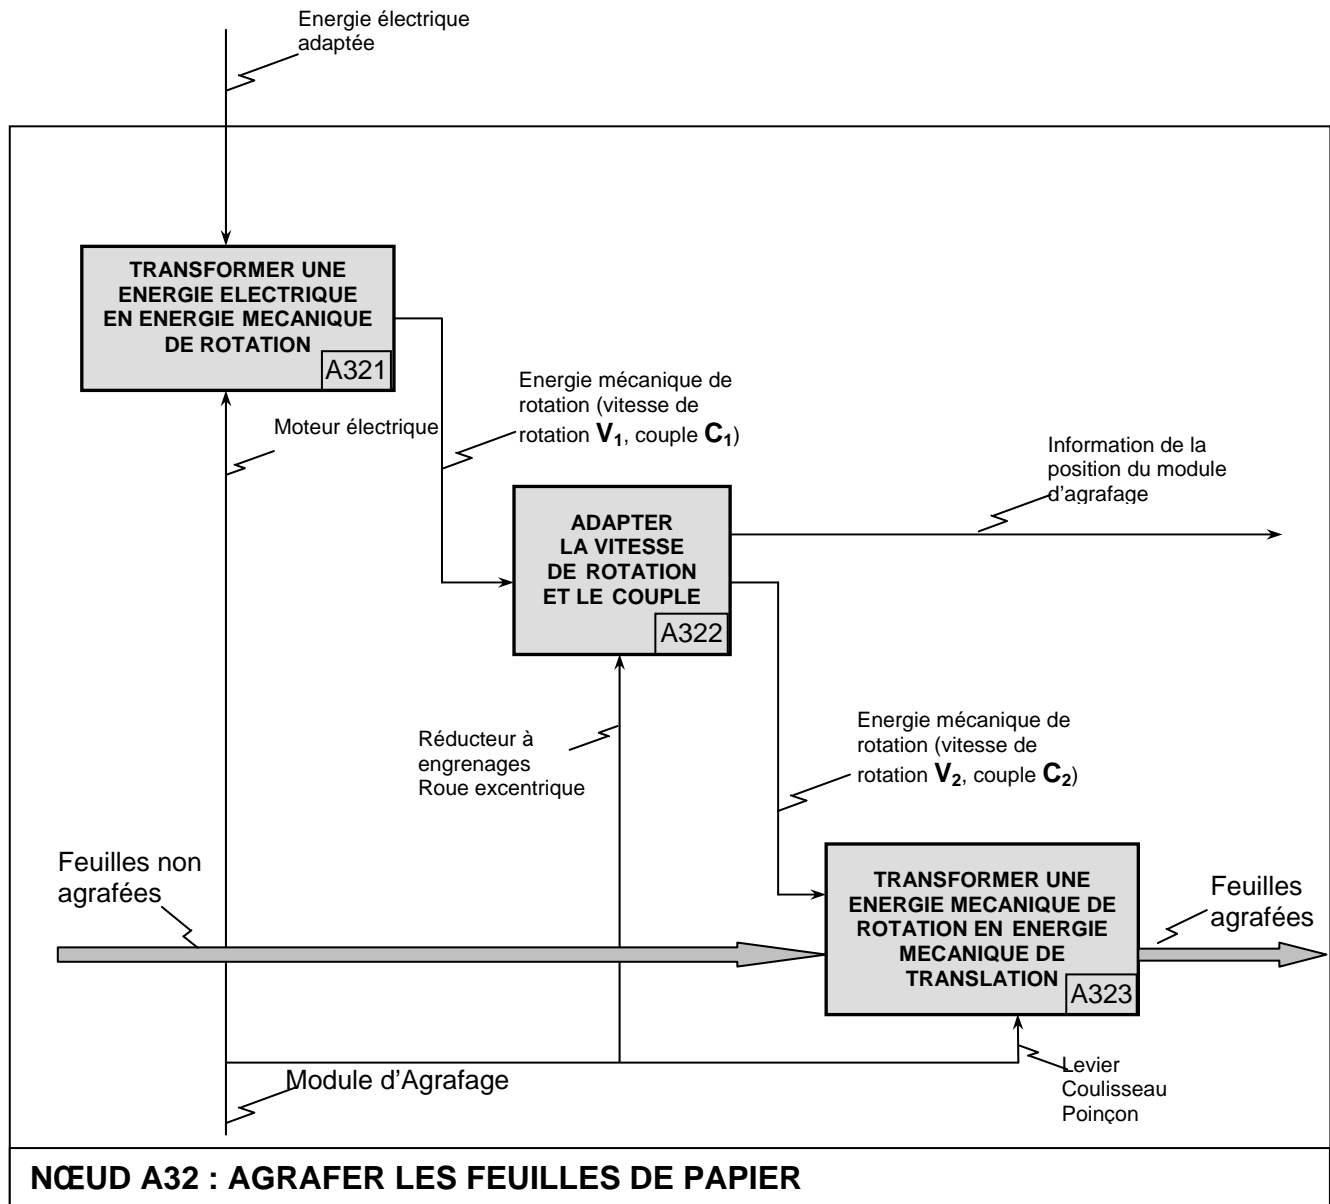 Energie électrique
adaptée
TRANSFORMER UNE
ENERGIE ELECTRIQUE
EN ENERGIE MECANIQUE
DE ROTATION
A321
Moteur électrique
Energie mécanique de
rotation (vitesse de
rotation V1, couple C1)
Information de la
position du module
d'agrafage
ADAPTER
LA VITESSE
DE ROTATION
ET LE COUPLE
A322
Réducteur à
engrenages
Roue excentrique
Energie mécanique de
rotation (vitesse de
rotation V2, couple C2)
Feuilles non
agrafées
TRANSFORMER UNE
ENERGIE MECANIQUE DE
ROTATION EN ENERGIE
MECANIQUE DE
TRANSLATION
A323
Feuilles
agrafées
Module d'Agrafage
Levier
Coulisseau
Poinçon
NŒUD A32 : AGRAFER LES FEUILLES DE PAPIER